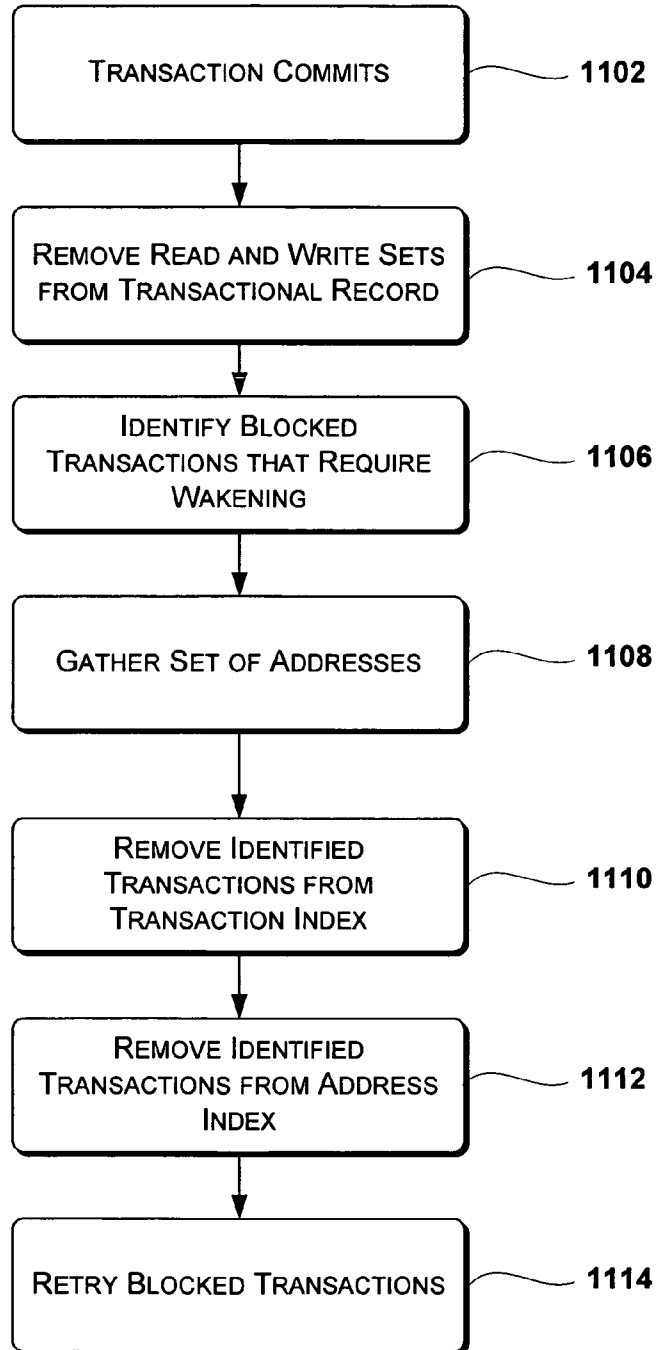 TRANSACTION COMMITS
1102
REMOVE READ AND WRITE SETS
FROM TRANSACTIONAL RECORD
1104
IDENTIFY BLOCKED
TRANSACTIONS THAT REQUIRE
WAKENING
1106
GATHER SET OF ADDRESSES
1108
REMOVE IDENTIFIED
TRANSACTIONS FROM
TRANSACTION INDEX
1110
REMOVE IDENTIFIED
TRANSACTIONS FROM ADDRESS
INDEX
1112
RETRY BLOCKED TRANSACTIONS
1114